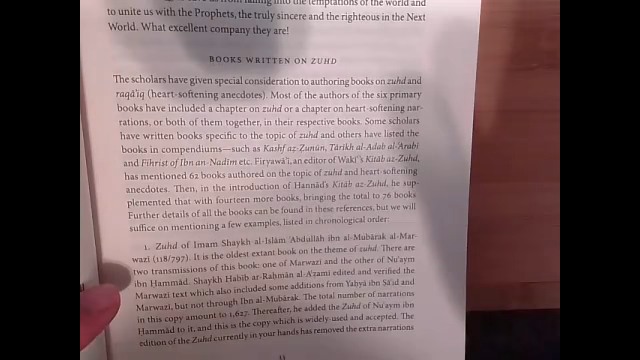 into the temptations of the world and
to unite us with the Prophets, the truly sincere and the righteous in the Next
World. What excellent company they are!
BOOKS WRITTEN ON ZUHD
The scholars have given special consideration to authoring books on zuhd and
raqā'iq (heart-softening anecdotes). Most of the authors of the six primary
books have included a chapter on zuhd or a chapter on heart-softening nar-
rations, or both of them together, in their respective books. Some scholars
have written books specific to the topic of zuhd and others have listed the
books in compendiums—such as Kashf az-Zunūn, Tārīkh al-Adab al-'Arabī
and Fihrist of Ibn an-Nadīm etc. Firyawā'ī, an editor of Wakī''s Kitāb az-Zuhd,
has mentioned 62 books authored on the topic of zuhd and heart-softening
anecdotes. Then, in the introduction of Hannād's Kitāb az-Zuhd, he sup-
plemented that with fourteen more books, bringing the total to 76 books
Further details of all the books can be found in these references, but we will
suffice on mentioning a few examples, listed in chronological order:
1. Zuhd of Imam Shaykh al-Islām 'Abdullāh ibn al-Mubārak al-Mar-
wazī (118/797). It is the oldest extant book on the theme of zuhd. There are
two transmissions of this book: one of Marwazī and the other of Nu'aym
ibn Hammād. Shaykh Habīb ar-Rahmān al-A'zamī edited and verified the
Marwazī text which also included some additions from Yahyā ibn Sā'id and
Marwazī, but not through Ibn al-Mubārak. The total number of narrations
in this copy amount to 1,627. Thereafter, he added the Zuhd of Nu'aym ibn
Hammād to it, and this is the copy which is widely-used and accepted. The
edition of the Zuhd currently in your hands has removed the extra narrations